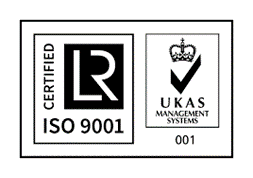 CERTIFIED
LR
ISO 9001
UKAS
MANAGEMENT
SYSTEMS
001